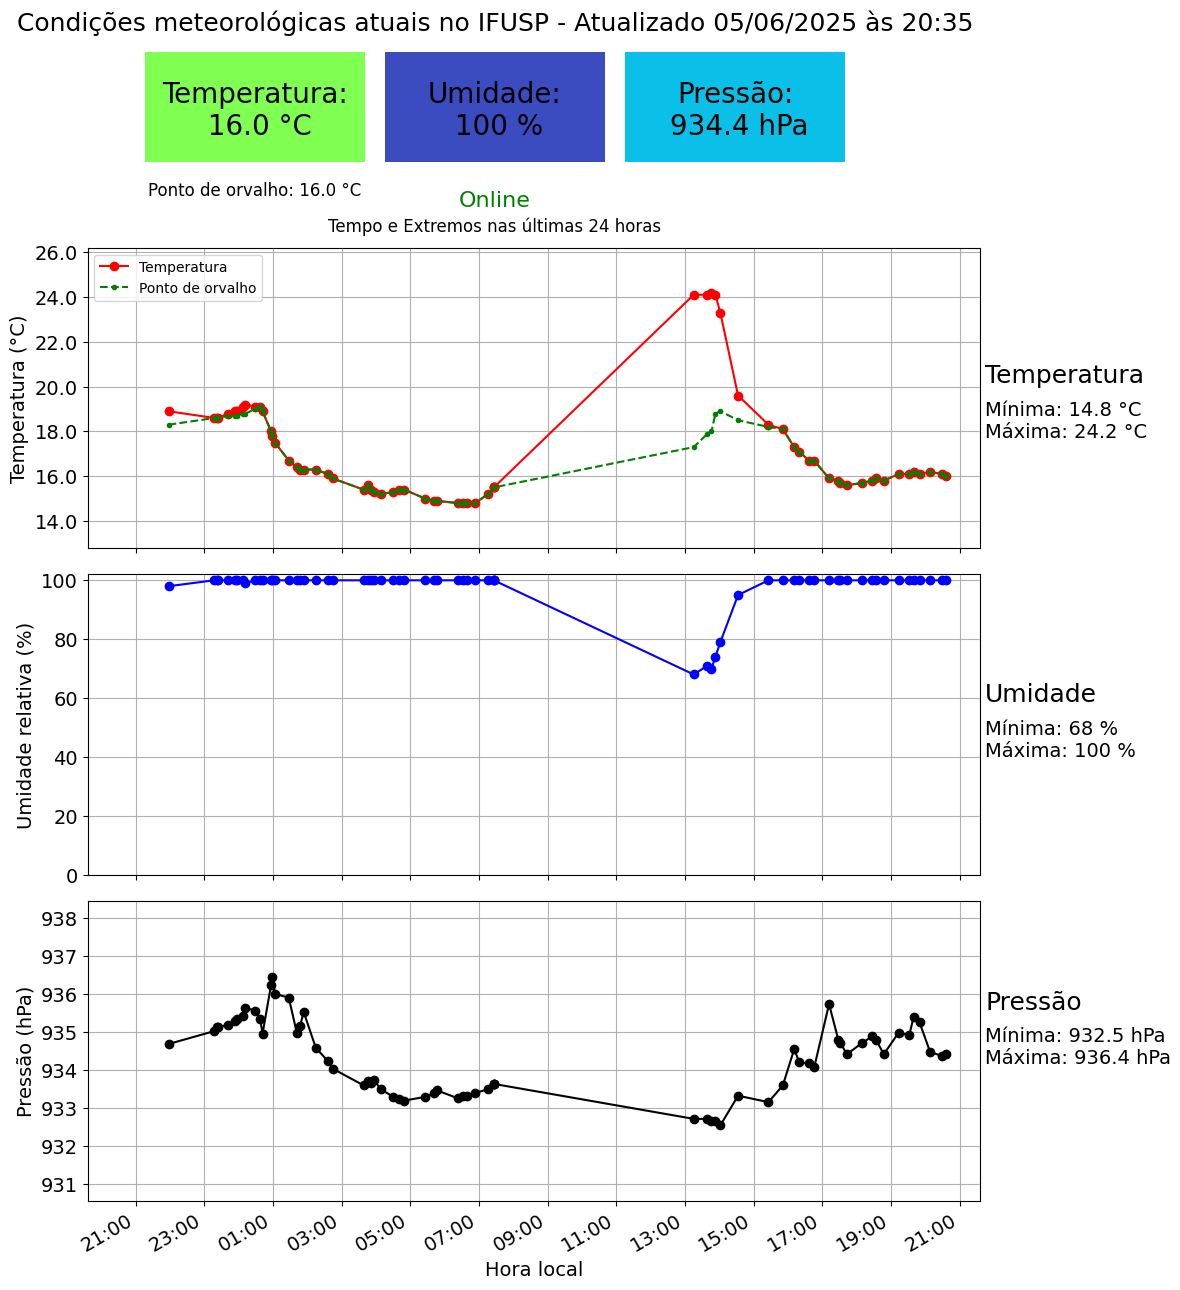 Condições meteorológicas atuais no IFUSP - Atualizado 05/06/2025 às 20:35
Temperatura:
16.0 °C
Umidade:
100 %
Pressão:
934.4 hPa
Ponto de orvalho: 16.0 °C
Online
Tempo e Extremos nas últimas 24 horas
Temperatura (°C)
26.0
24.0
22.0
20.0
18.0
16.0
14.0
Temperatura
Ponto de orvalho
Temperatura
Mínima: 14.8 °C
Máxima: 24.2 °C
Umidade relativa (%)
100
80
60
40
20
0
Umidade
Mínima: 68 %
Máxima: 100 %
Pressão (hPa)
938
937
936
935
934
933
932
931
Pressão
Mínima: 932.5 hPa
Máxima: 936.4 hPa
21:00 23:00 01:00 03:00 05:00 07:00 09:00 11:00 13:00 15:00 17:00 19:00 21:00
Hora local